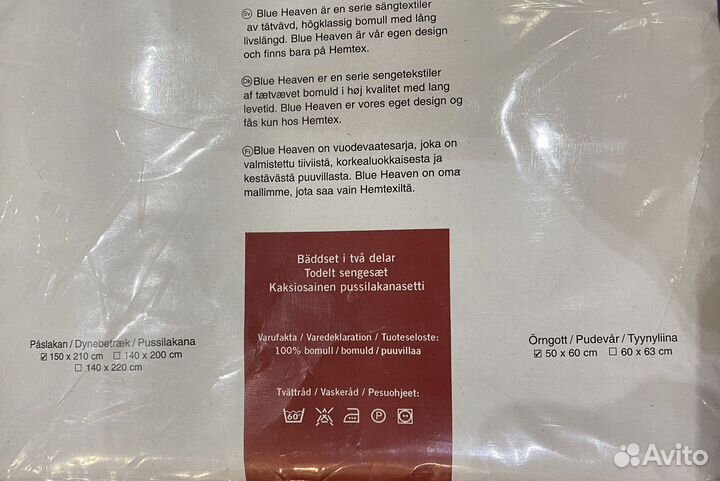 Sv Blue Heaven är en serie sängtextiler
av tätvävd, högklassig bomull med lång
livslängd. Blue Heaven är vår egen design
och finns bara på Hemtex.
Dk Blue Heaven er en serie sengetekstiler
af tætvævet bomuld i høj kvalitet med lang
levetid. Blue Heaven er vores eget design og
fås kun hos Hemtex.
Fi Blue Heaven on vuodevaatesarja, joka on
valmistettu tiiviistä, korkealuokkaisesta ja
kestävästä puuvillasta. Blue Heaven on oma
mallimme, jota saa vain Hemtexiltä.
Bäddset i två delar
Todelt sengesæt
Kaksiosainen pussilakanasetti
Varufakta / Varedeklaration / Tuoteseloste:
100% bomull / bomuld / puuvillaa
Tvättråd / Vaskeråd / Pesuohjeet:
60° P
Påslakan / Dynebetræk / Pussilakana
☑ 150 x 210 cm ☐ 140 x 200 cm
☐ 140 x 220 cm
Örngott / Pudevår / Tyynyliina
☑ 50 x 60 cm ☐ 60 x 63 cm
Avito